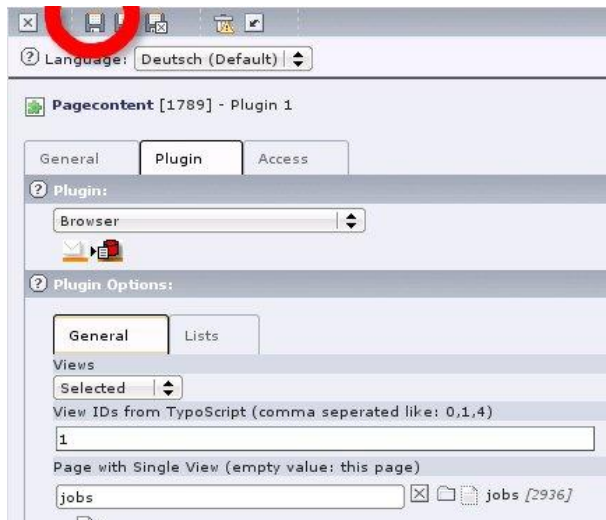 Language: Deutsch (Default)
Pagecontent [1789] - Plugin 1
General Plugin Access
Plugin:
Browser
Plugin Options:
General Lists
Views
Selected
View IDs from TypoScript (comma seperated like: 0,1,4)
1
Page with Single View (empty value: this page)
jobs jobs [2936]